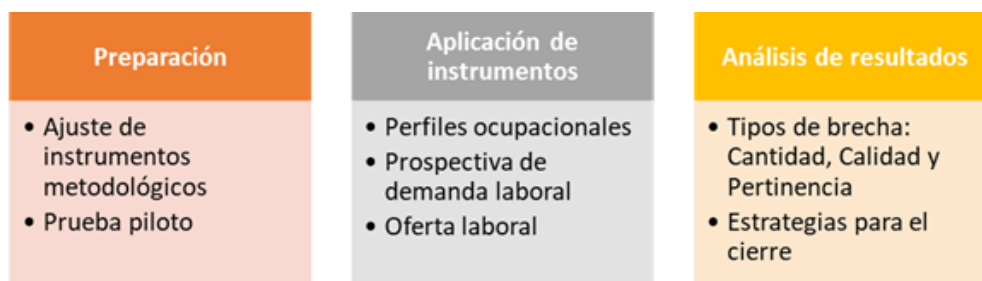 Preparación
• Ajuste de
instrumentos
metodológicos
• Prueba piloto
Aplicación de
instrumentos
• Perfiles ocupacionales
• Prospectiva de
demanda laboral
• Oferta laboral
Análisis de resultados
• Tipos de brecha:
Cantidad, Calidad y
Pertinencia
• Estrategias para el
cierre